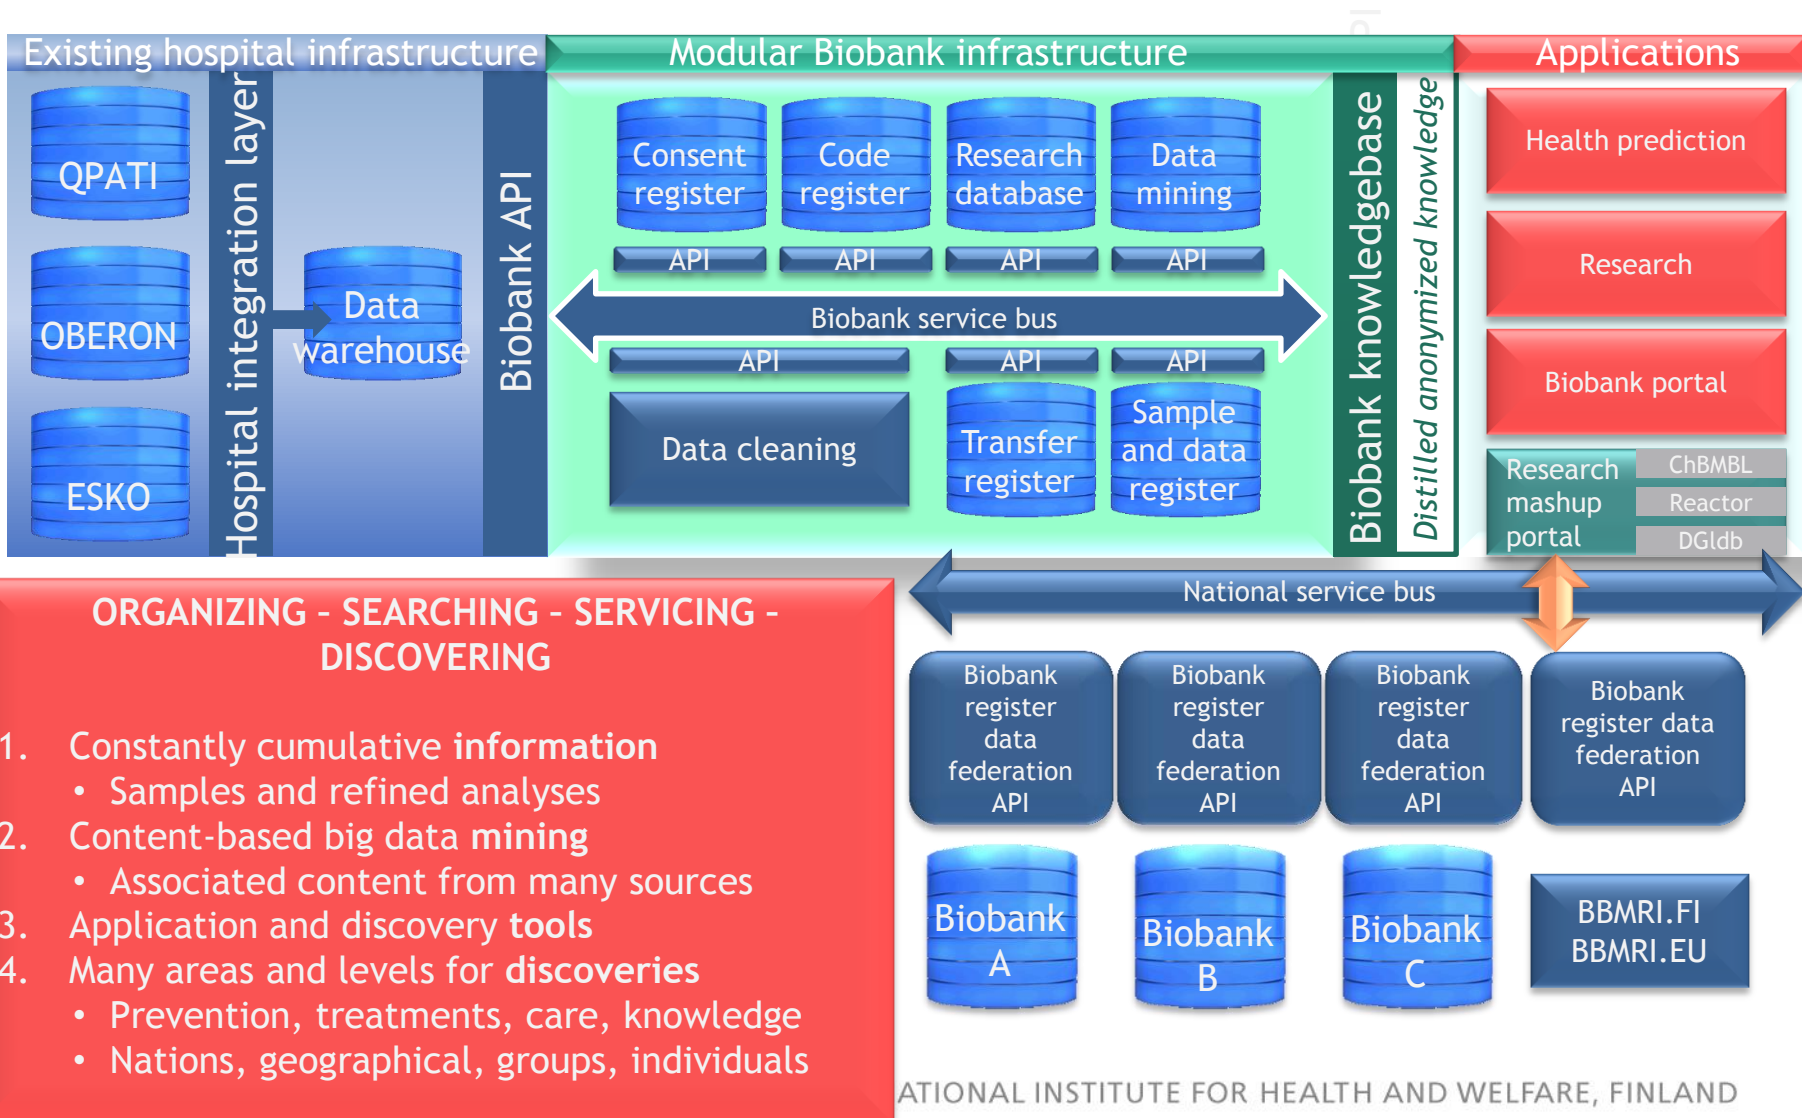 Existing hospital infrastructure
Modular Biobank infrastructure
Applications
QPATI
OBERON
ESKO
Hospital integration layer
Data
warehouse
Biobank API
Consent
register
Code
register
Research
database
Data
mining
API
API
API
API
Biobank service bus
API
API
API
Data cleaning
Transfer
register
Sample
and data
register
Biobank knowledgebase
Distilled anonymized knowledge
Health prediction
Research
Biobank portal
Research
mashup
portal
ChBMBL
Reactor
DGldb
National service bus
Biobank
register
data
federation
API
Biobank
register
data
federation
API
Biobank
register
data
federation
API
Biobank
register data
federation
API
Biobank
A
Biobank
B
Biobank
C
BBMRI.FI
BBMRI.EU
ORGANIZING – SEARCHING – SERVICING –
DISCOVERING
1. Constantly cumulative information
• Samples and refined analyses
2. Content-based big data mining
• Associated content from many sources
3. Application and discovery tools
4. Many areas and levels for discoveries
• Prevention, treatments, care, knowledge
• Nations, geographical, groups, individuals
ATIONAL INSTITUTE FOR HEALTH AND WELFARE, FINLAND